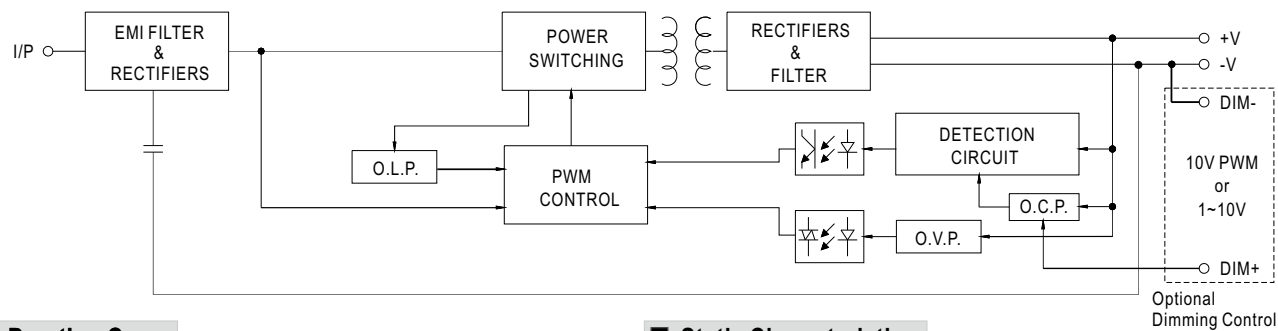 I/P
EMI FILTER
&
RECTIFIERS
POWER
SWITCHING
RECTIFIERS
&
FILTER
+V
-V
DIM-
O.L.P.
PWM
CONTROL
DETECTION
CIRCUIT
O.C.P.
O.V.P.
10V PWM
or
1~10V
DIM+
Optional
Dimming Control